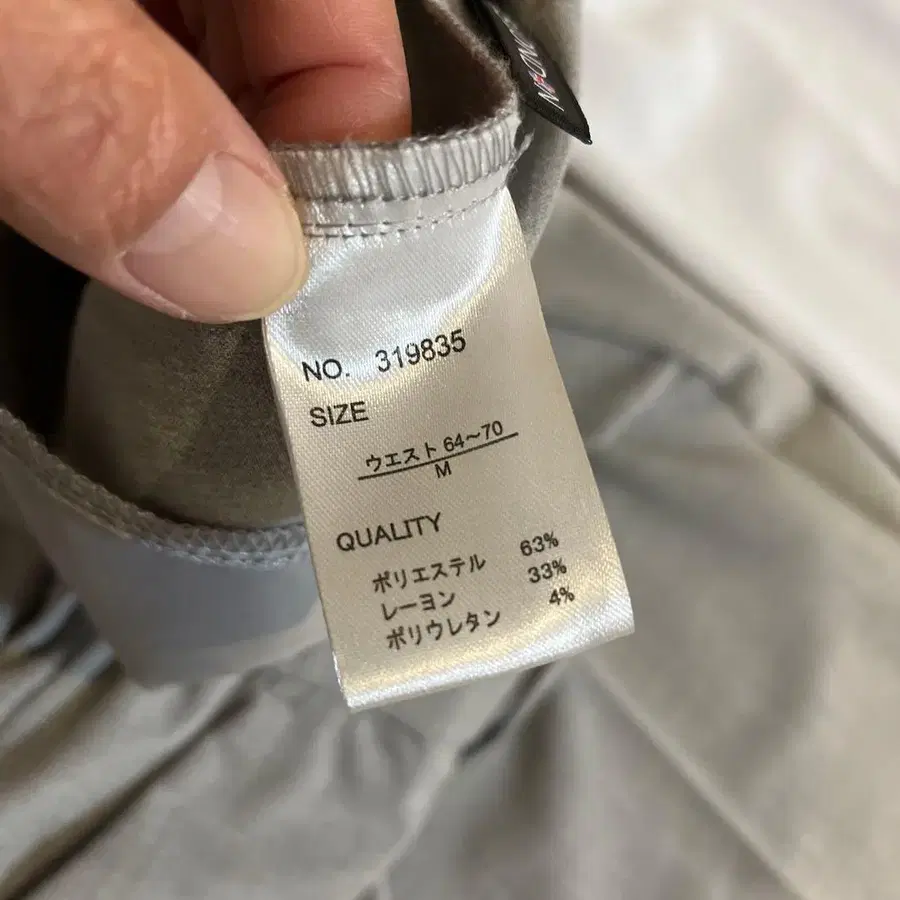 NO. 319835
SIZE
ウエスト 64～70
M
QUALITY
ポリエステル 63%
レーヨン 33%
ポリウレタン 4%